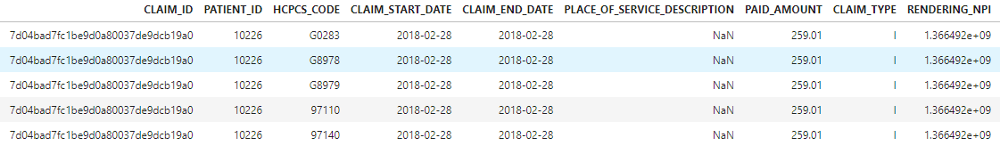 CLAIM_ID PATIENT_ID HCPCS_CODE CLAIM_START_DATE CLAIM_END_DATE PLACE_OF_SERVICE_DESCRIPTION PAID_AMOUNT CLAIM_TYPE RENDERING_NPI
7d04bad7fc1be9d0a80037de9dcb19a0 10226 G0283 2018-02-28 2018-02-28 NaN 259.01 I 1.366492e+09
7d04bad7fc1be9d0a80037de9dcb19a0 10226 G8978 2018-02-28 2018-02-28 NaN 259.01 I 1.366492e+09
7d04bad7fc1be9d0a80037de9dcb19a0 10226 G8979 2018-02-28 2018-02-28 NaN 259.01 I 1.366492e+09
7d04bad7fc1be9d0a80037de9dcb19a0 10226 97110 2018-02-28 2018-02-28 NaN 259.01 I 1.366492e+09
7d04bad7fc1be9d0a80037de9dcb19a0 10226 97140 2018-02-28 2018-02-28 NaN 259.01 I 1.366492e+09